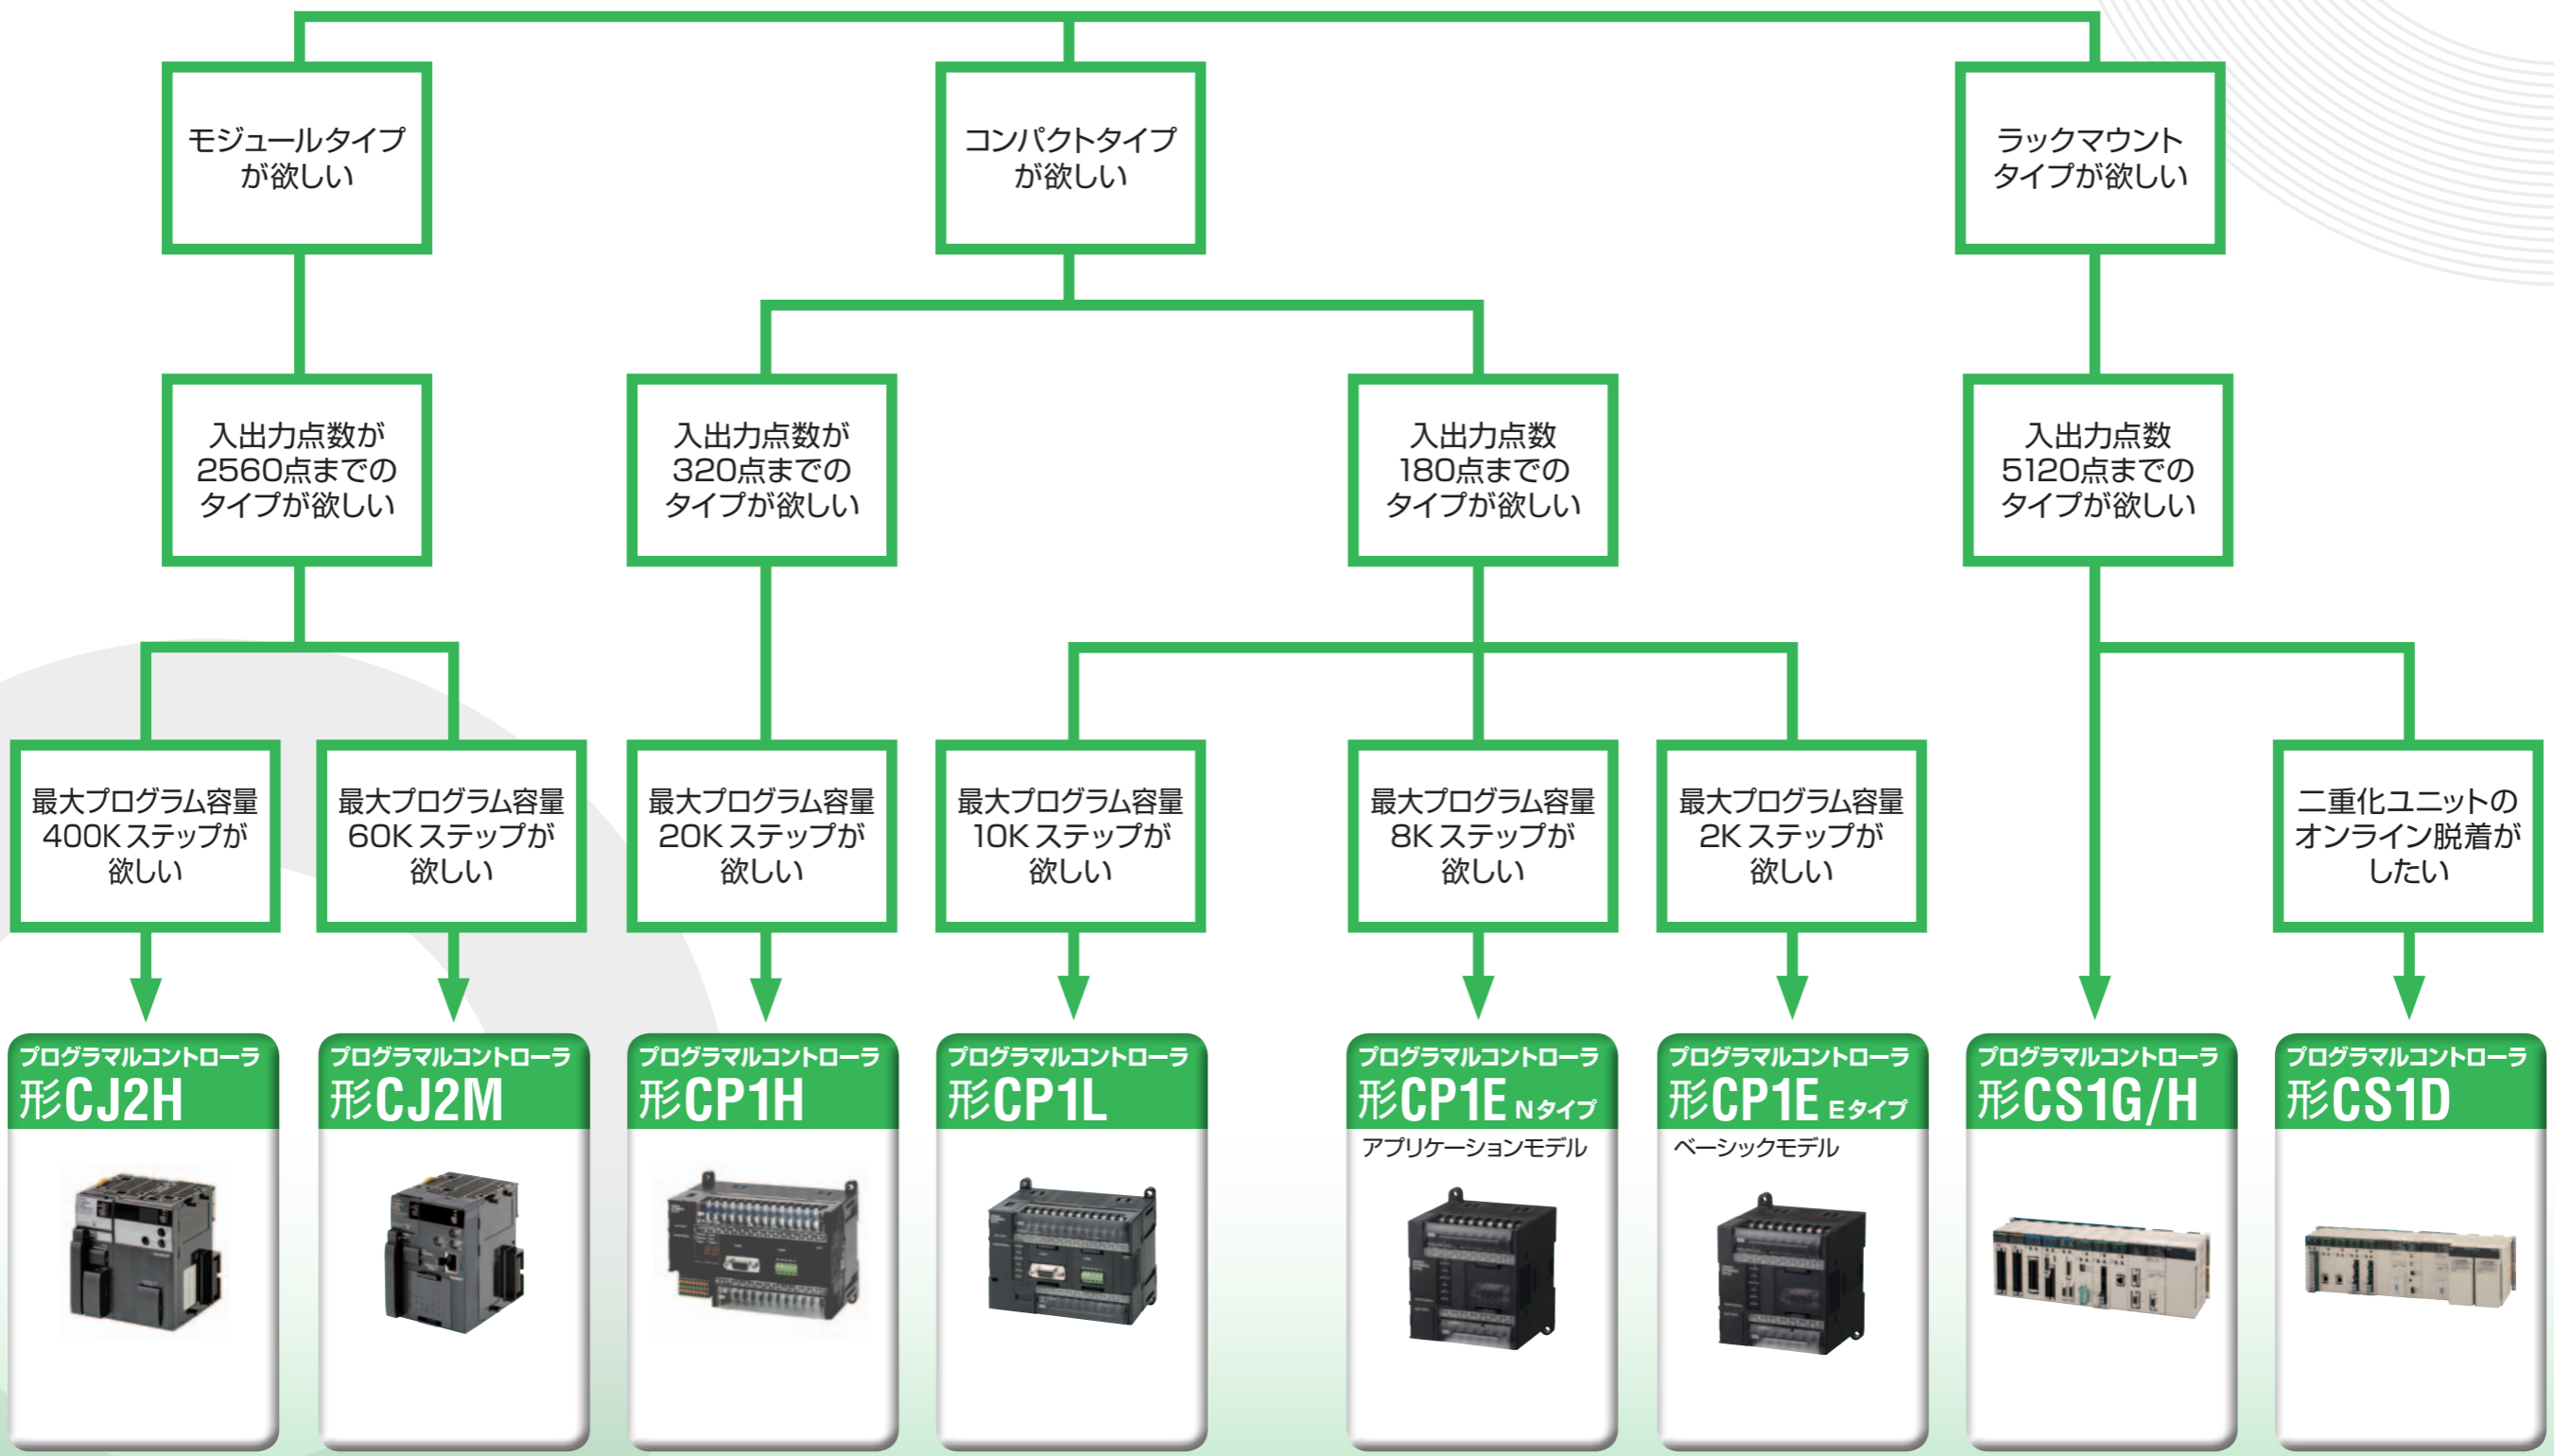 モジュールタイプ
が欲しい
コンパクトタイプ
が欲しい
ラックマウント
タイプが欲しい
入出力点数が
2560点までの
タイプが欲しい
入出力点数が
320点までの
タイプが欲しい
入出力点数
180点までの
タイプが欲しい
入出力点数
5120点までの
タイプが欲しい
最大プログラム容量
400Kステップが
欲しい
最大プログラム容量
60Kステップが
欲しい
最大プログラム容量
20Kステップが
欲しい
最大プログラム容量
10Kステップが
欲しい
最大プログラム容量
8Kステップが
欲しい
最大プログラム容量
2Kステップが
欲しい
二重化ユニットの
オンライン脱着が
したい
プログラマルコントローラ
形CJ2H
プログラマルコントローラ
形CJ2M
プログラマルコントローラ
形CP1H
プログラマルコントローラ
形CP1L
プログラマルコントローラ
形CP1E Nタイプ
アプリケーションモデル
プログラマルコントローラ
形CP1E Eタイプ
ベーシックモデル
プログラマルコントローラ
形CS1G/H
プログラマルコントローラ
形CS1D